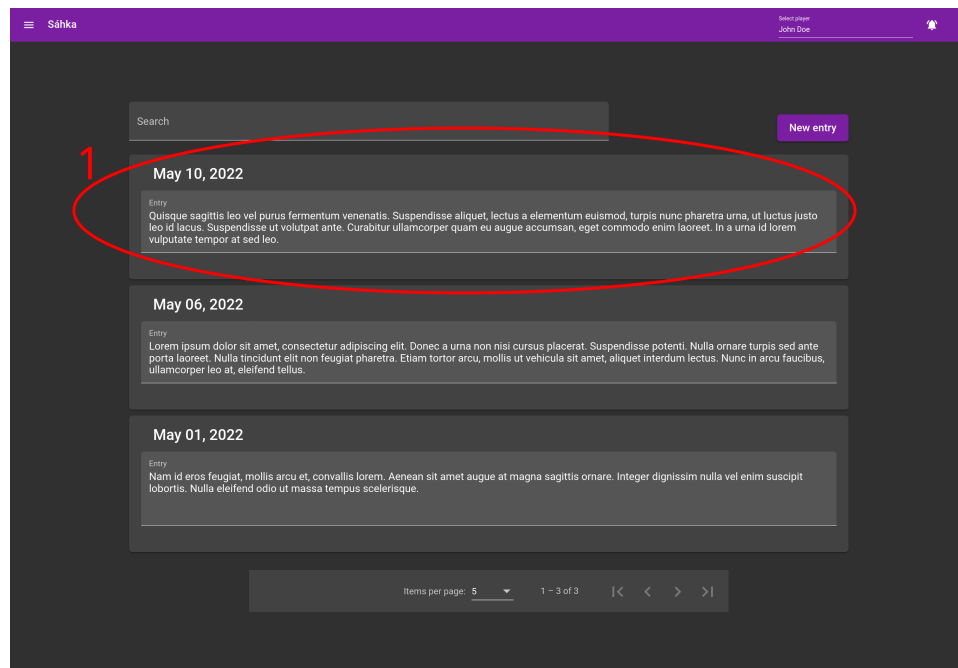 Sáhka
Select player
John Doe
Search
New entry
1
May 10, 2022
Entry
Quisque sagittis leo vel purus fermentum venenatis. Suspendisse aliquet, lectus a elementum euismod, turpis nunc pharetra urna, ut luctus justo
leo id lacus. Suspendisse ut volutpat ante. Curabitur ullamcorper quam eu augue accumsan, eget commodo enim laoreet. In a urna id lorem
vulputate tempor at sed leo.
May 06, 2022
Entry
Lorem ipsum dolor sit amet, consectetur adipiscing elit. Donec a urna non nisi cursus placerat. Suspendisse potenti. Nulla ornare turpis sed ante
porta laoreet. Nulla tincidunt elit non feugiat pharetra. Etiam tortor arcu, mollis ut vehicula sit amet, aliquet interdum lectus. Nunc in arcu faucibus,
ullamcorper leo at, eleifend tellus.
May 01, 2022
Entry
Nam id eros feugiat, mollis arcu et, convallis lorem. Aenean sit amet augue at magna sagittis ornare. Integer dignissim nulla vel enim suscipit
lobortis. Nulla eleifend odio ut massa tempus scelerisque.
Items per page: 5
1 – 3 of 3